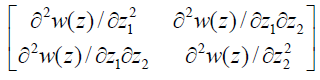 ∂²w(z)/∂z₁² ∂²w(z)/∂z₁∂z₂
∂²w(z)/∂z₁∂z₂ ∂²w(z)/∂z₂²